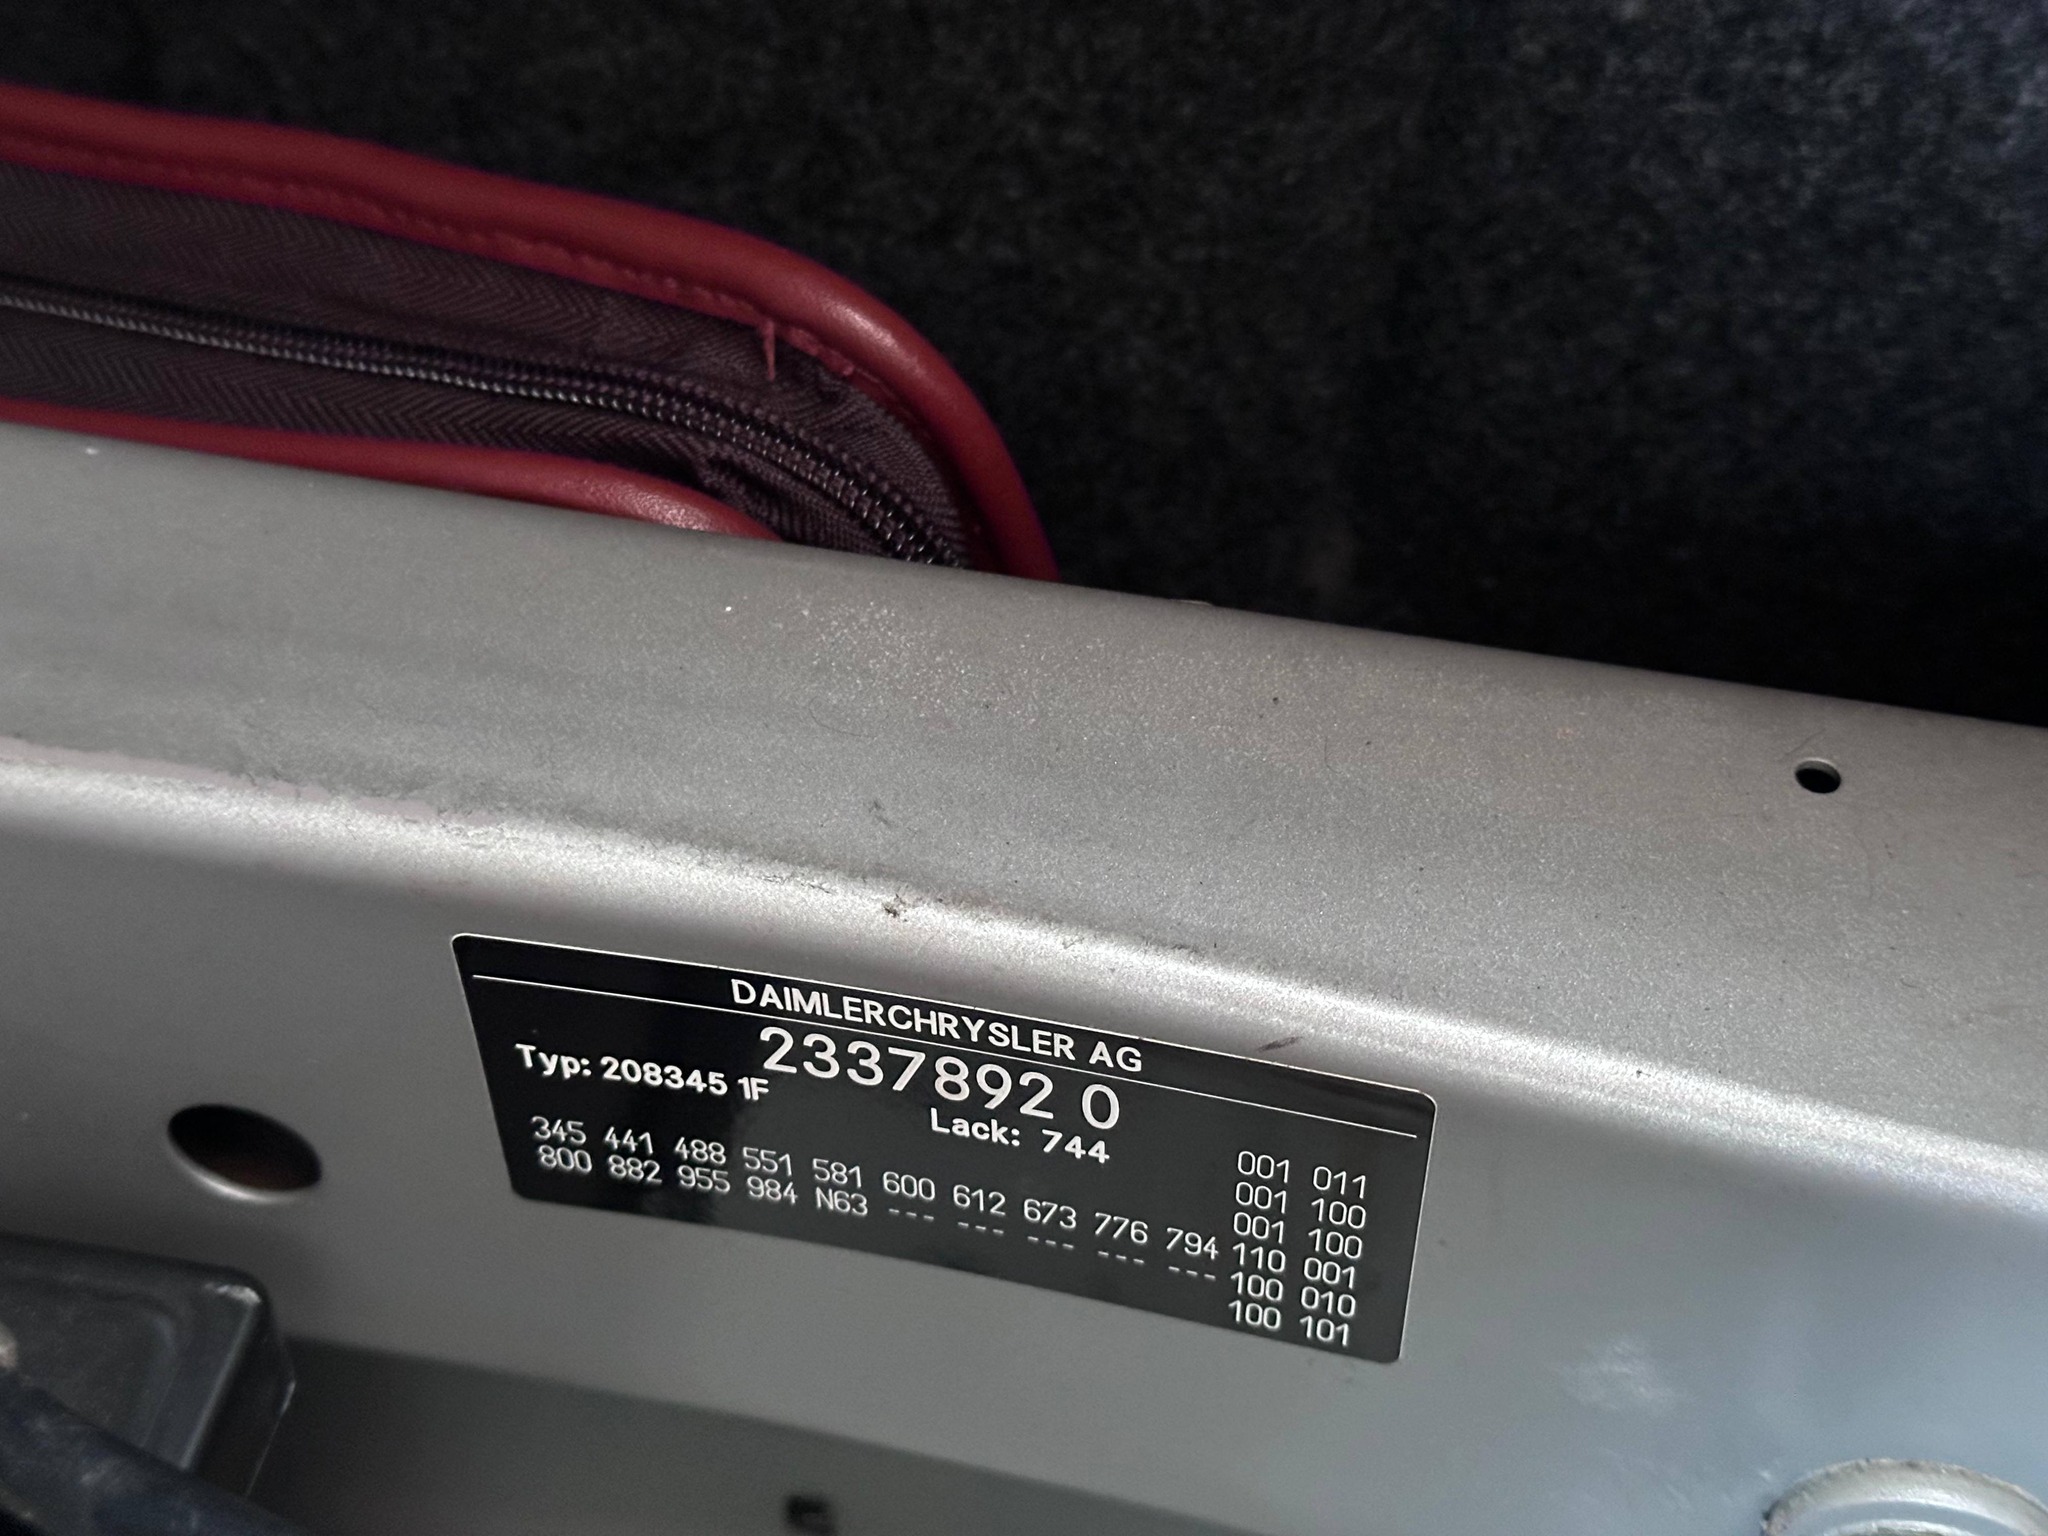 DAIMLERCHRYSLER AG
2337892 0
Typ: 208345 1F
Lack: 744
345 441 488 551 581 600 612 673 776 794
800 882 955 984 N63 --- --- --- --- ---
001 011
001 100
001 100
110 001
100 010
100 101